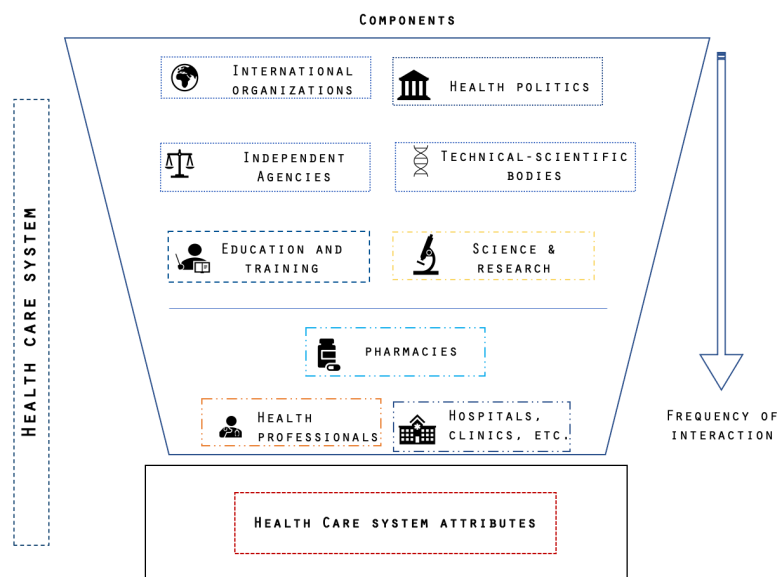 Components
International
organizations
Health politics
Independent
Agencies
Technical-scientific
bodies
Education and
training
Science &
research
pharmacies
Health
professionals
Hospitals,
clinics, etc.
Health care system
Frequency of
interaction
Health Care system attributes